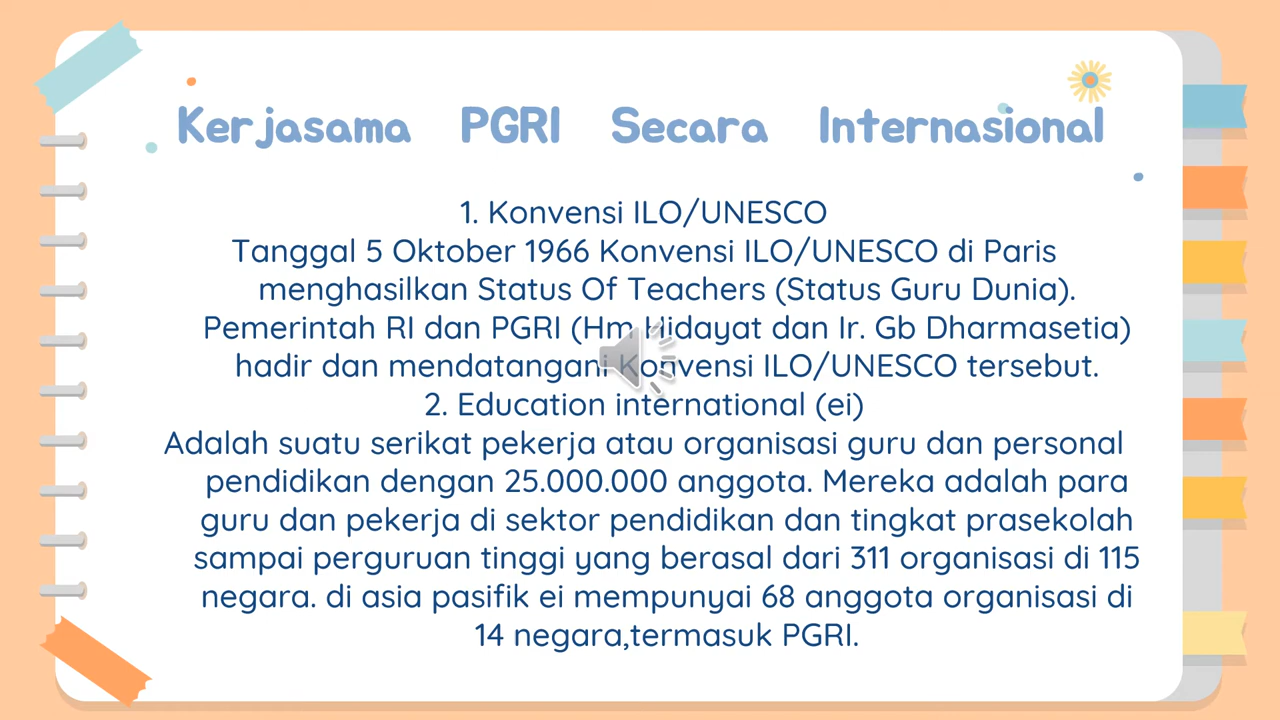 Kerjasama PGRI Secara Internasional
1. Konvensi ILO/UNESCO
Tanggal 5 Oktober 1966 Konvensi ILO/UNESCO di Paris
menghasilkan Status Of Teachers (Status Guru Dunia).
Pemerintah RI dan PGRI (Hm Hidayat dan Ir. Gb Dharmasetia)
hadir dan mendatangani Konvensi ILO/UNESCO tersebut.
2. Education international (ei)
Adalah suatu serikat pekerja atau organisasi guru dan personal
pendidikan dengan 25.000.000 anggota. Mereka adalah para
guru dan pekerja di sektor pendidikan dan tingkat prasekolah
sampai perguruan tinggi yang berasal dari 311 organisasi di 115
negara. di asia pasifik ei mempunyai 68 anggota organisasi di
14 negara,termasuk PGRI.